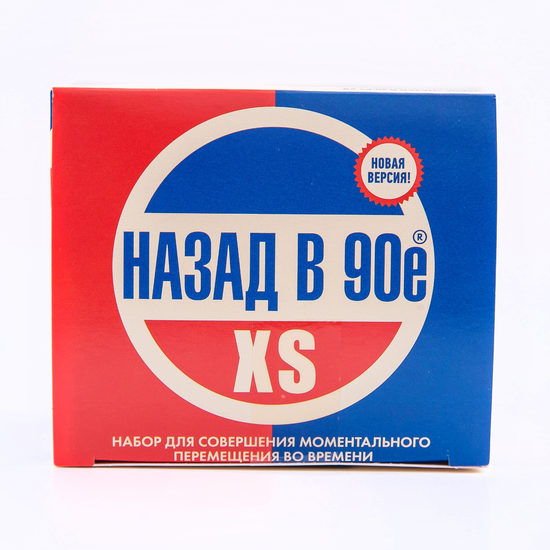 НОВАЯ
ВЕРСИЯ!
НАЗАД В 90е®
XS
НАБОР ДЛЯ СОВЕРШЕНИЯ МОМЕНТАЛЬНОГО
ПЕРЕМЕЩЕНИЯ ВО ВРЕМЕНИ